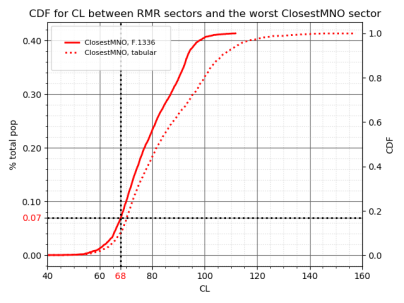 CDF for CL between RMR sectors and the worst ClosestMNO sector
ClosestMNO, F.1336
ClosestMNO, tabular
% total pop
0.40
0.30
0.20
0.10
0.07
0.00
1.0
0.8
0.6
0.4
0.2
0.0
CDF
40 60 68 80 100 120 140 160
CL